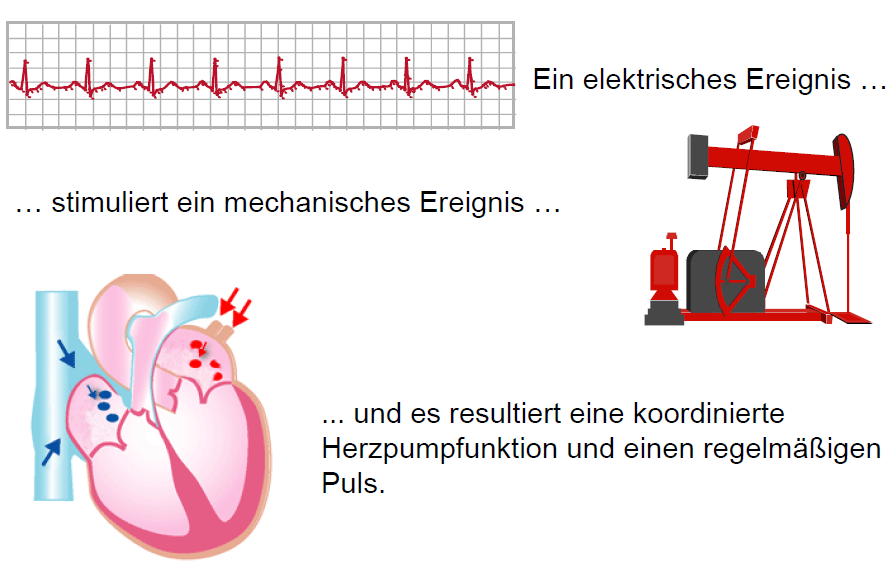 Ein elektrisches Ereignis …
… stimuliert ein mechanisches Ereignis …
... und es resultiert eine koordinierte
Herzpumpfunktion und einen regelmäßigen
Puls.